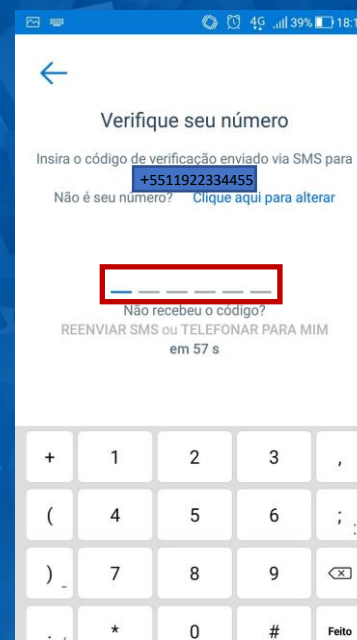 4G 39% 18:1
Verifique seu número
Insira o código de verificação enviado via SMS para
+5511922334455
Não é seu número? Clique aqui para alterar
Não recebeu o código?
REENVIAR SMS ou TELEFONAR PARA MIM
em 57 s
+ 1 2 3 ,
( 4 5 6 ;
) 7 8 9
. * 0 # Feito